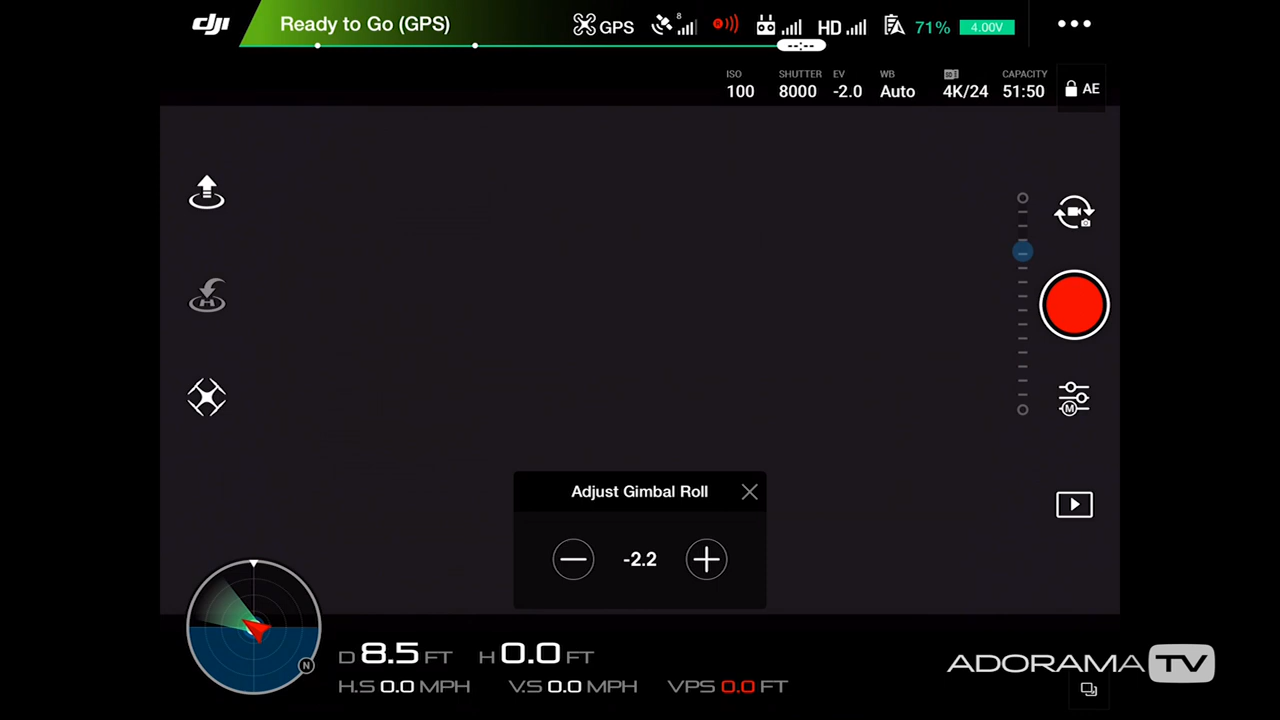 dji Ready to Go (GPS) GPS 8 R HD 71% 4.00V
--:--
ISO SHUTTER EV WB SD CAPACITY
100 8000 -2.0 Auto 4K/24 51:50 AE
H
M
Adjust Gimbal Roll
-2.2
N
D 8.5 FT H 0.0 FT
H.S 0.0 MPH V.S 0.0 MPH VPS 0.0 FT
ADORAMA TV